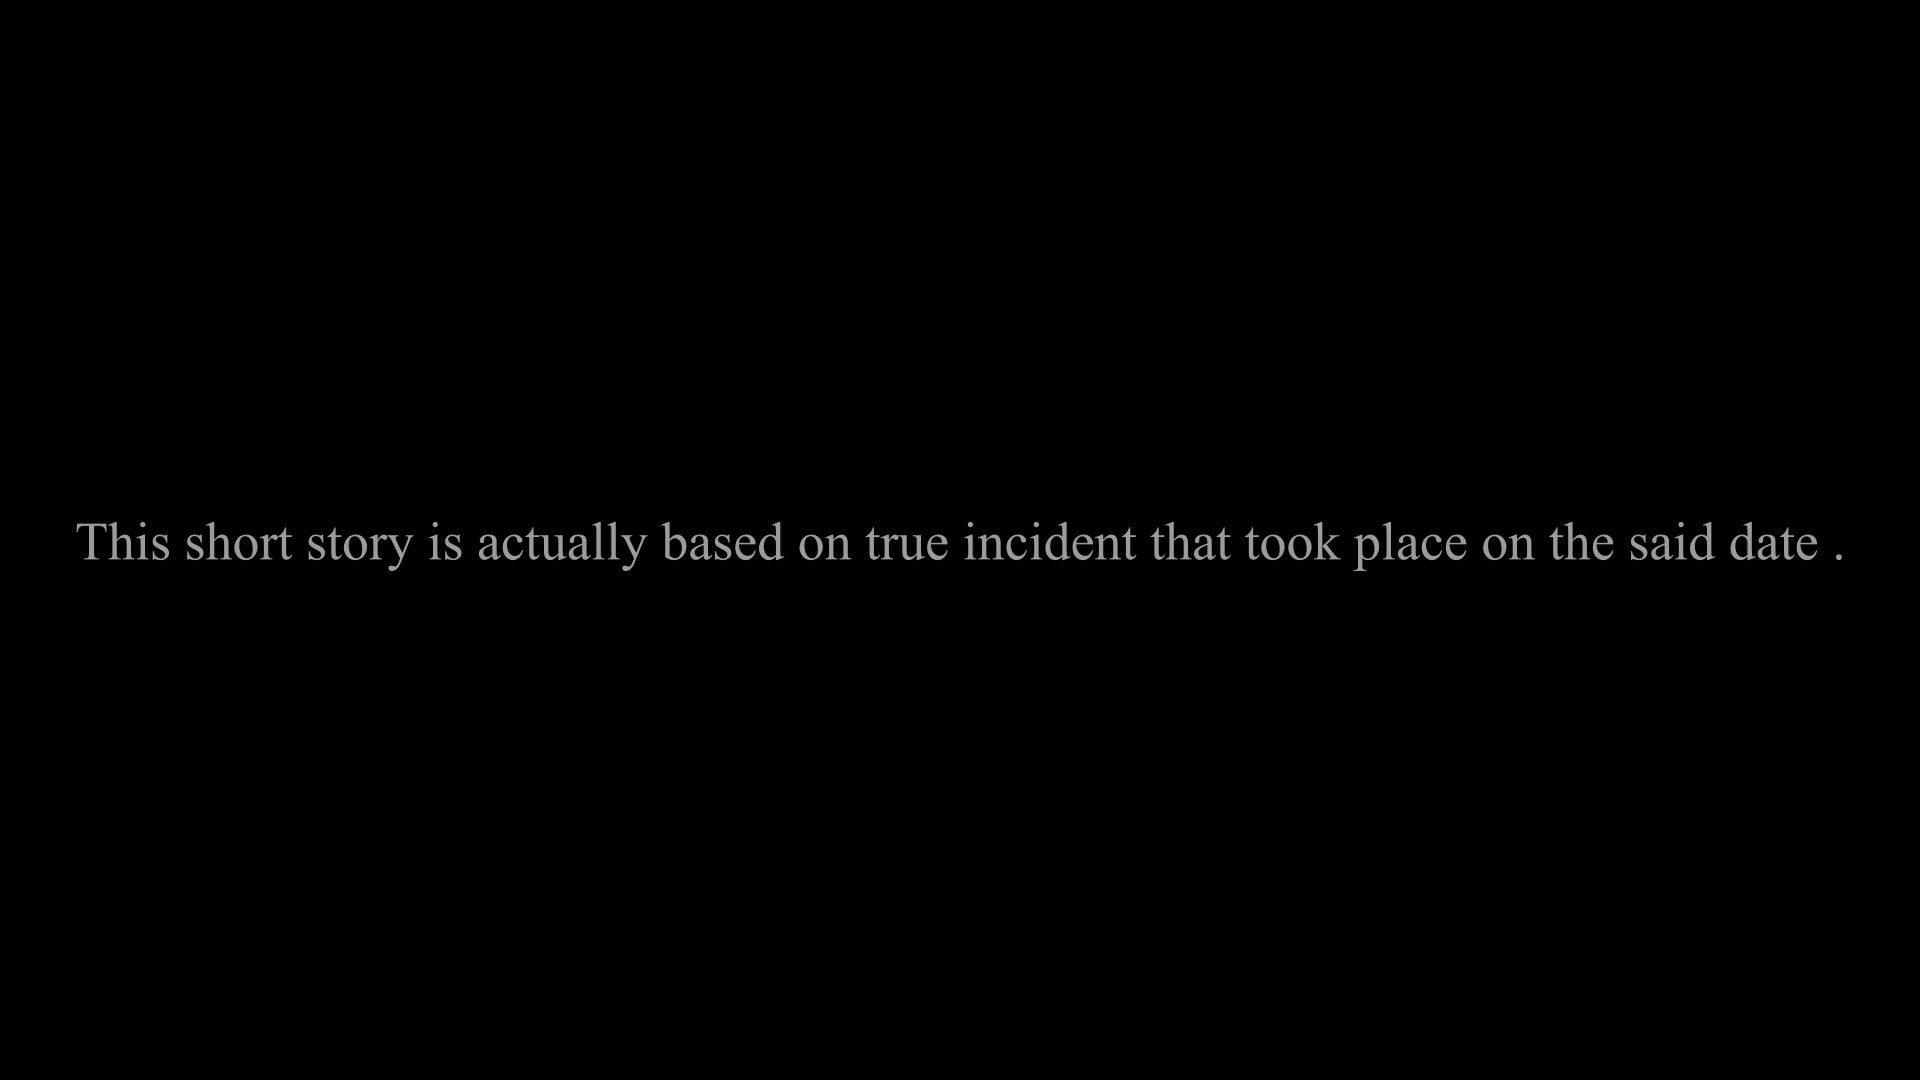 This short story is actually based on true incident that took place on the said date .